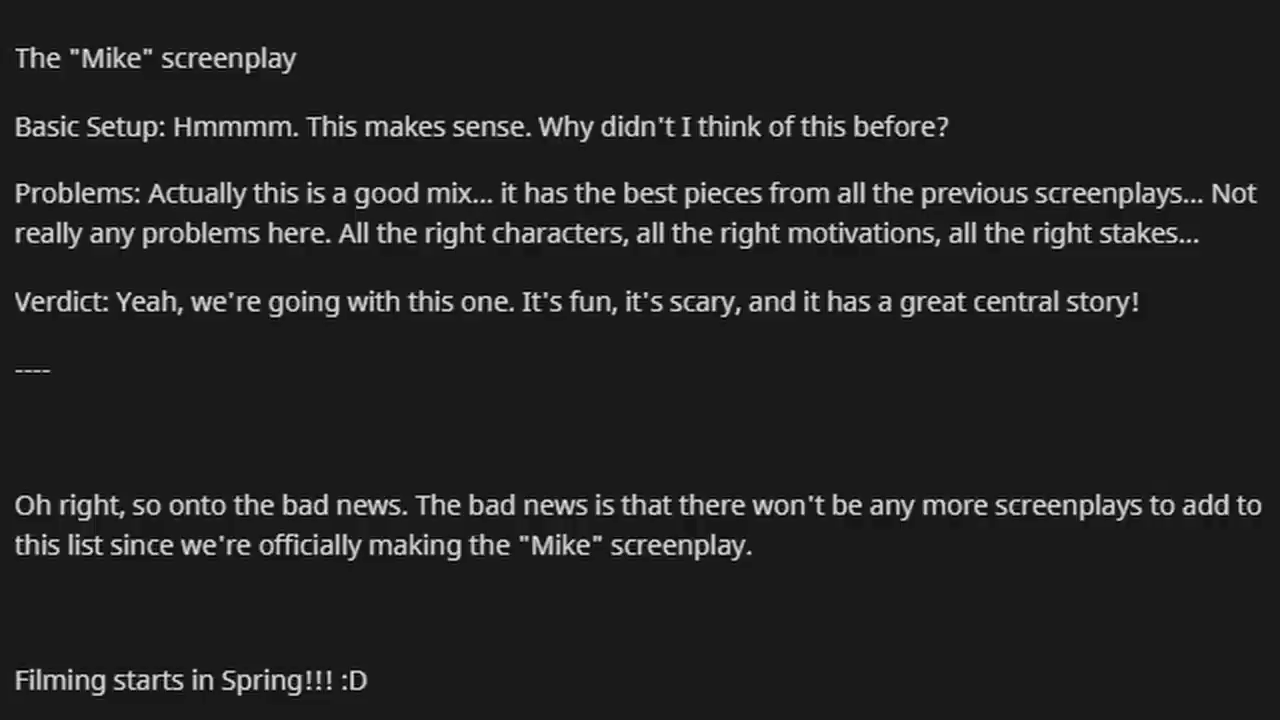 The "Mike" screenplay
Basic Setup: Hmmmm. This makes sense. Why didn't I think of this before?
Problems: Actually this is a good mix... it has the best pieces from all the previous screenplays... Not
really any problems here. All the right characters, all the right motivations, all the right stakes...
Verdict: Yeah, we're going with this one. It's fun, it's scary, and it has a great central story!
----
Oh right, so onto the bad news. The bad news is that there won't be any more screenplays to add to
this list since we're officially making the "Mike" screenplay.
Filming starts in Spring!!! :D